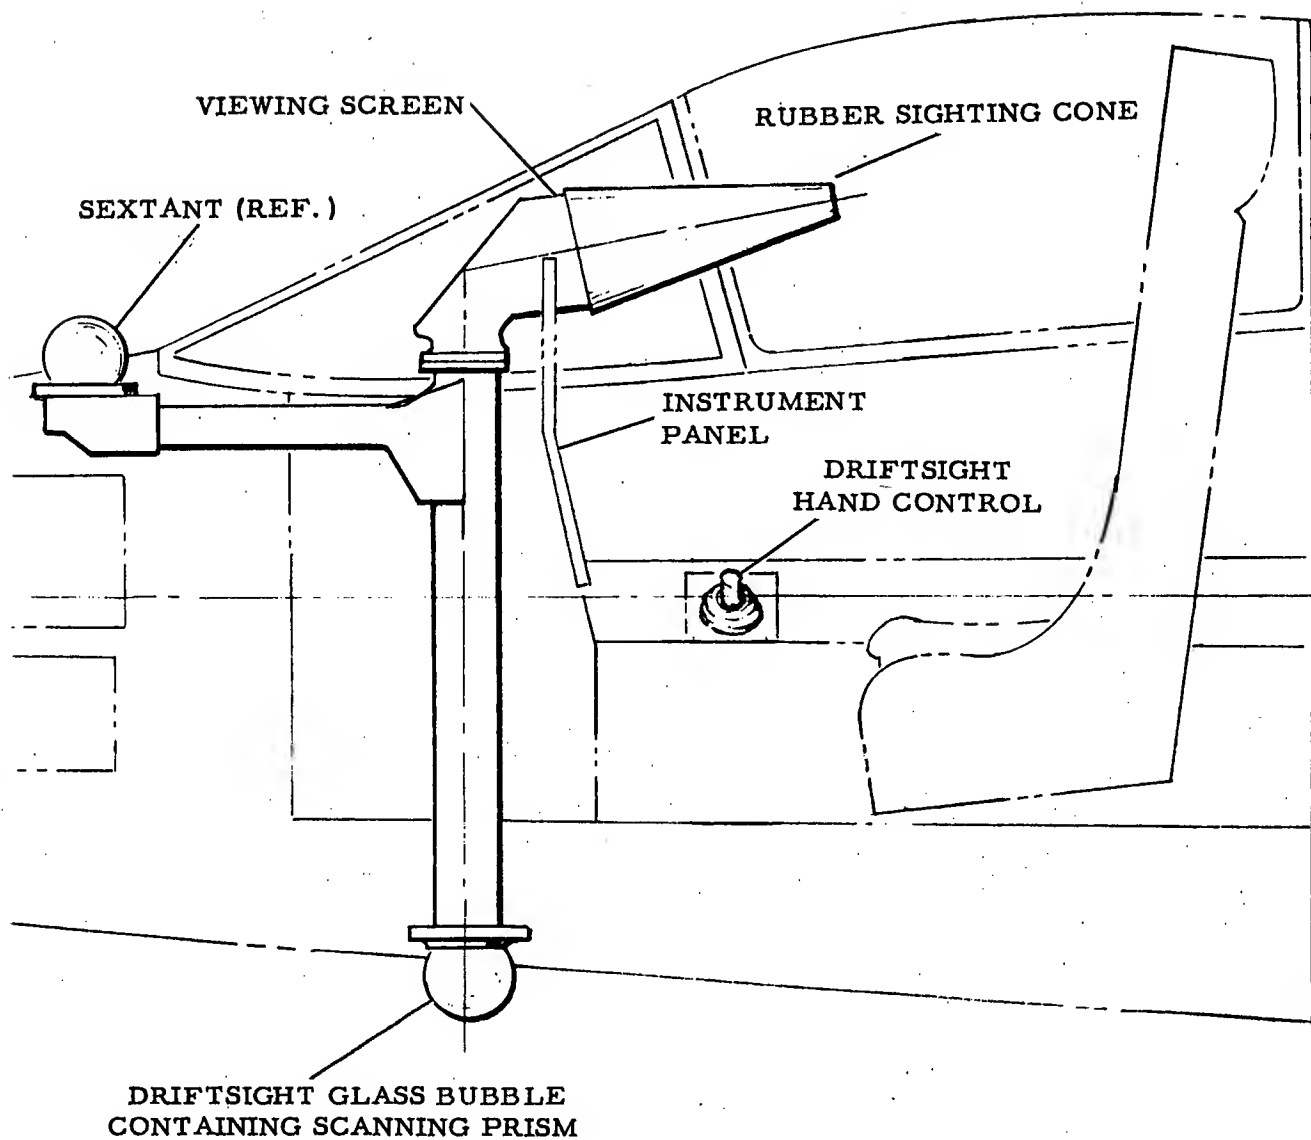 VIEWING SCREEN
RUBBER SIGHTING CONE
SEXTANT (REF.)
INSTRUMENT
PANEL
DRIFTSIGHT
HAND CONTROL
DRIFTSIGHT GLASS BUBBLE
CONTAINING SCANNING PRISM